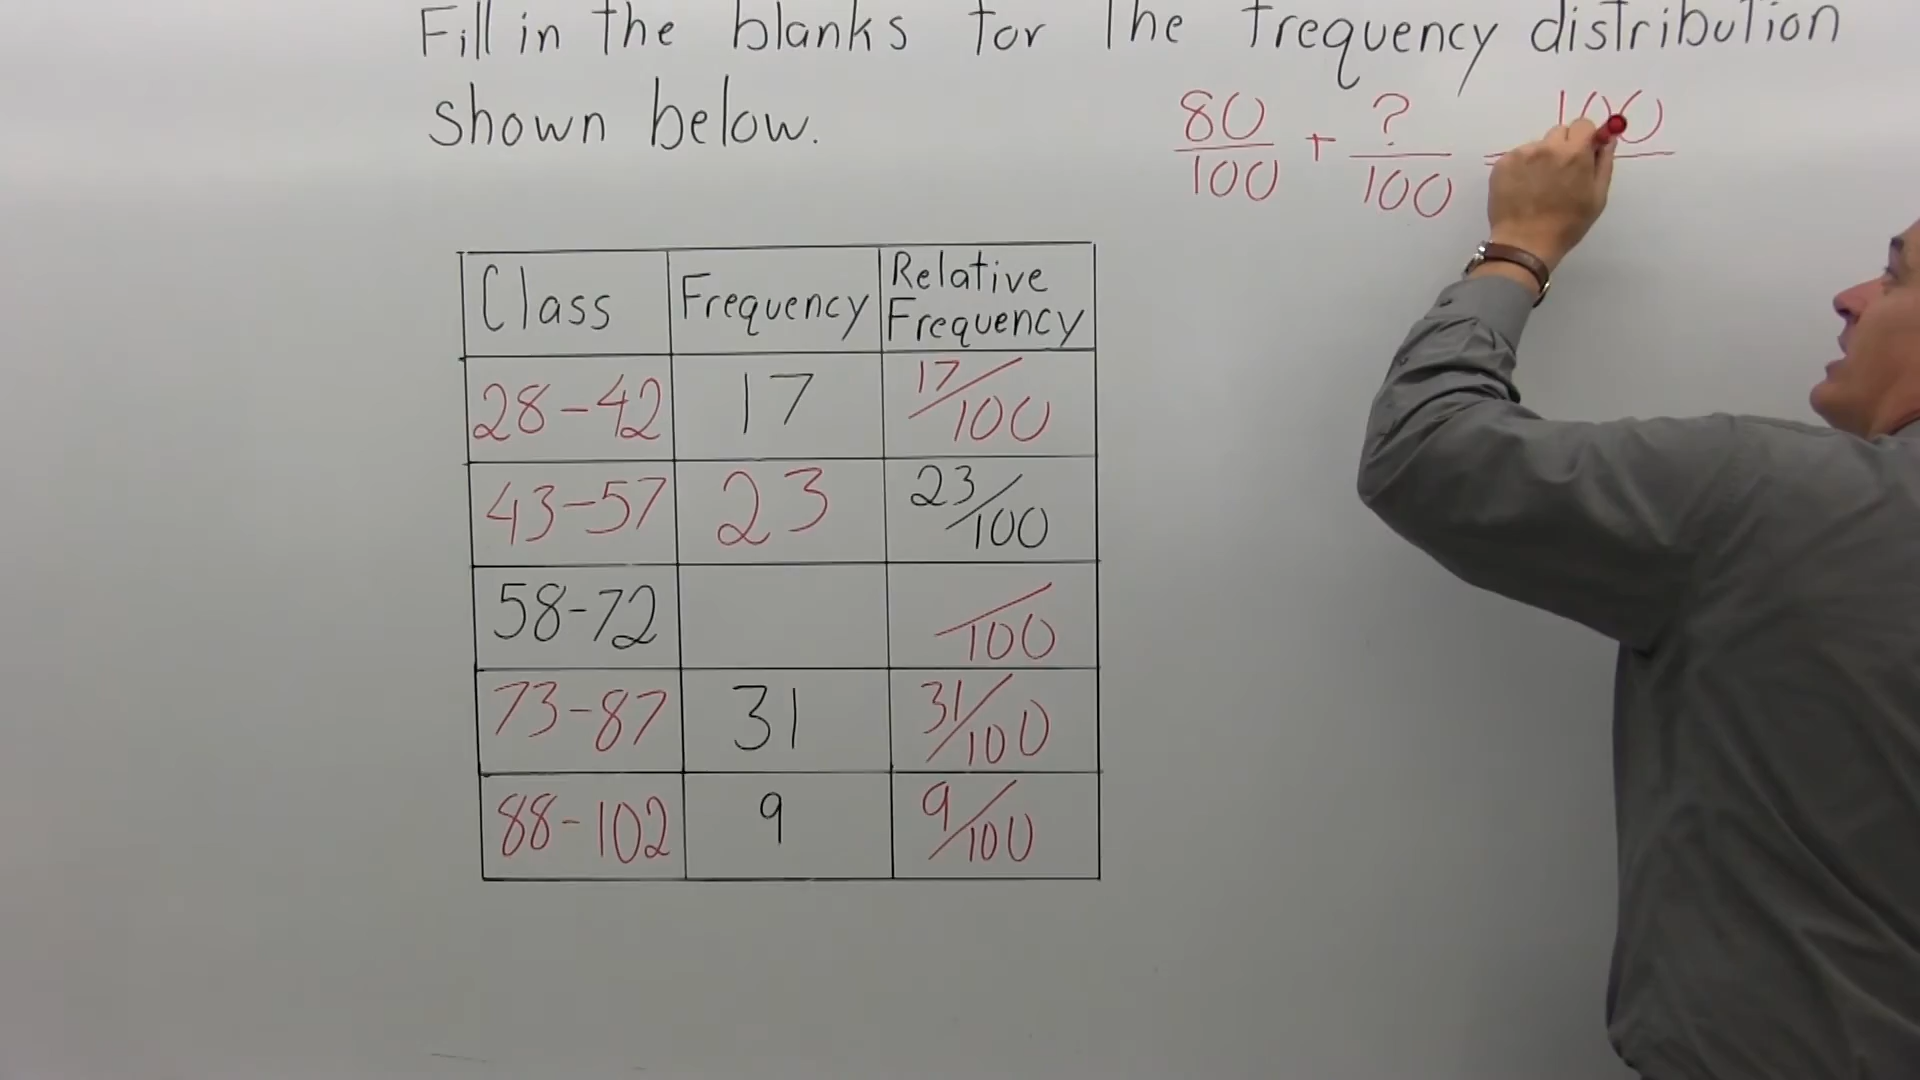 Fill in the blanks for the frequency distribution
shown below.
80/100 + ?/100 = 100
Class Frequency Relative Frequency
28-42 17 17/100
43-57 23 23/100
58-72 /100
73-87 31 31/100
88-102 9 9/100